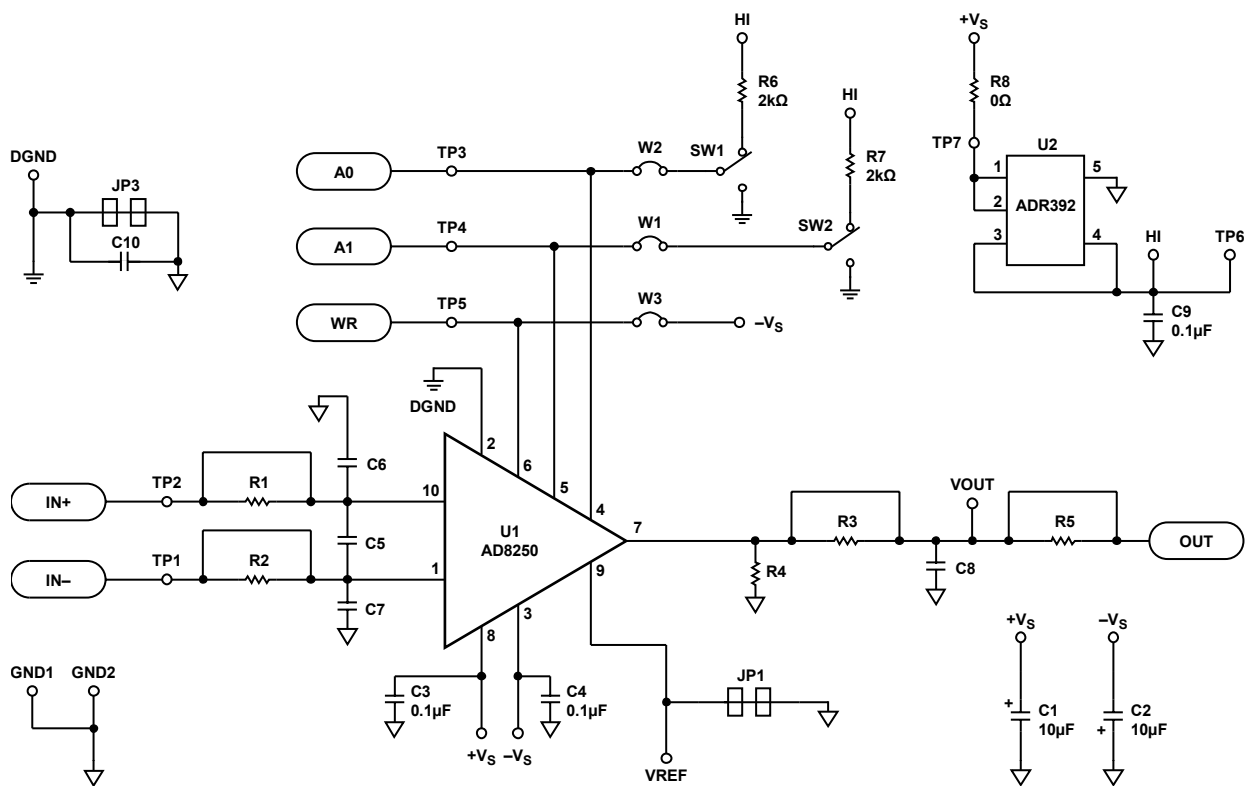 HI
+VS
R6
2kΩ
HI
R8
0Ω
DGND
TP3
W2
SW1
TP7
U2
A0
R7
2kΩ
1
5
JP3
ADR392
2
C10
TP4
W1
SW2
3
4
HI
TP6
A1
TP5
W3
WR
–VS
C9
0.1µF
DGND
2
6
C6
5
TP2
R1
10
4
VOUT
IN+
U1
AD8250
7
R3
R5
OUT
C5
TP1
R2
1
9
R4
C8
IN–
C7
3
8
+VS
–VS
GND1
GND2
C3
0.1µF
C4
0.1µF
JP1
+
C1
10µF
+
C2
10µF
+VS
–VS
VREF